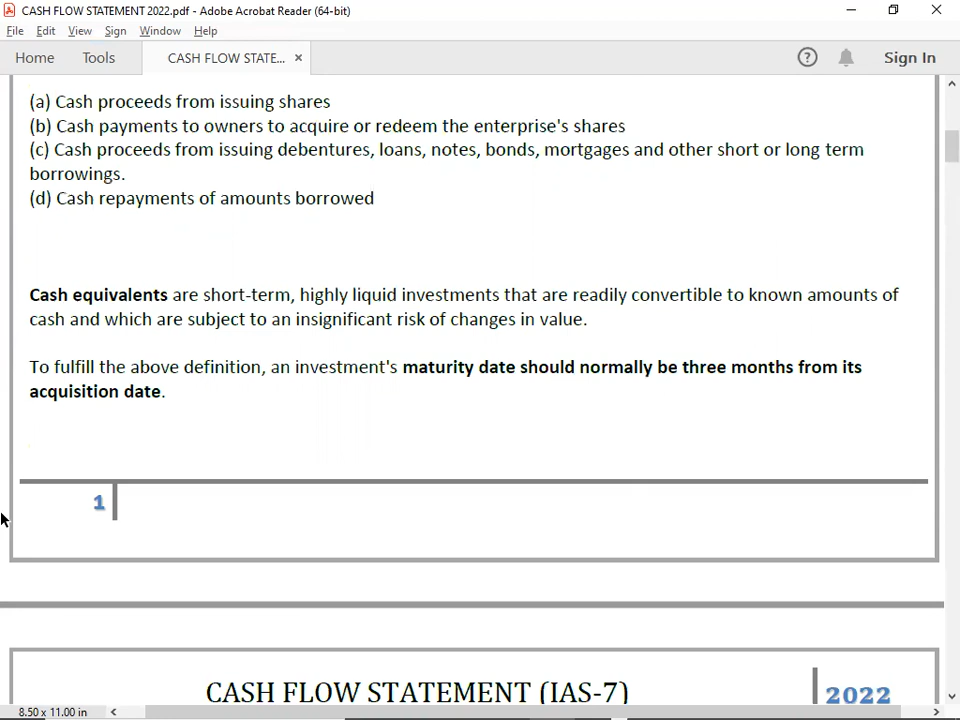 CASH FLOW STATEMENT 2022.pdf - Adobe Acrobat Reader (64-bit)
File Edit View Sign Window Help
Home Tools CASH FLOW STATE... × Sign In
(a) Cash proceeds from issuing shares
(b) Cash payments to owners to acquire or redeem the enterprise's shares
(c) Cash proceeds from issuing debentures, loans, notes, bonds, mortgages and other short or long term
borrowings.
(d) Cash repayments of amounts borrowed
Cash equivalents are short-term, highly liquid investments that are readily convertible to known amounts of
cash and which are subject to an insignificant risk of changes in value.
To fulfill the above definition, an investment's maturity date should normally be three months from its
acquisition date.
1
CASH FLOW STATEMENT (IAS-7) 2022
8.50 x 11.00 in